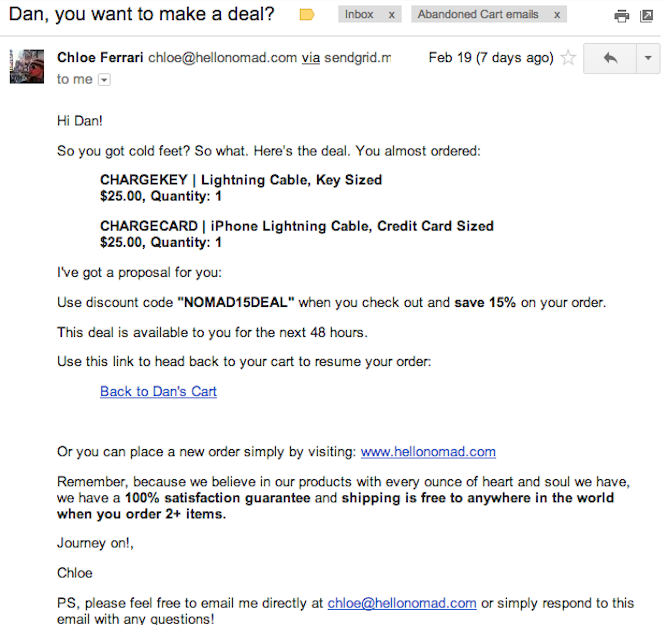 Dan, you want to make a deal?
Inbox x
Abandoned Cart emails x
Chloe Ferrari chloe@hellonomad.com via sendgrid.m
Feb 19 (7 days ago)
to me
Hi Dan!
So you got cold feet? So what. Here's the deal. You almost ordered:
CHARGEKEY | Lightning Cable, Key Sized
$25.00, Quantity: 1
CHARGECARD | iPhone Lightning Cable, Credit Card Sized
$25.00, Quantity: 1
I've got a proposal for you:
Use discount code "NOMAD15DEAL" when you check out and save 15% on your order.
This deal is available to you for the next 48 hours.
Use this link to head back to your cart to resume your order:
Back to Dan's Cart
Or you can place a new order simply by visiting: www.hellonomad.com
Remember, because we believe in our products with every ounce of heart and soul we have,
we have a 100% satisfaction guarantee and shipping is free to anywhere in the world
when you order 2+ items.
Journey on!,
Chloe
PS, please feel free to email me directly at chloe@hellonomad.com or simply respond to this
email with any questions!